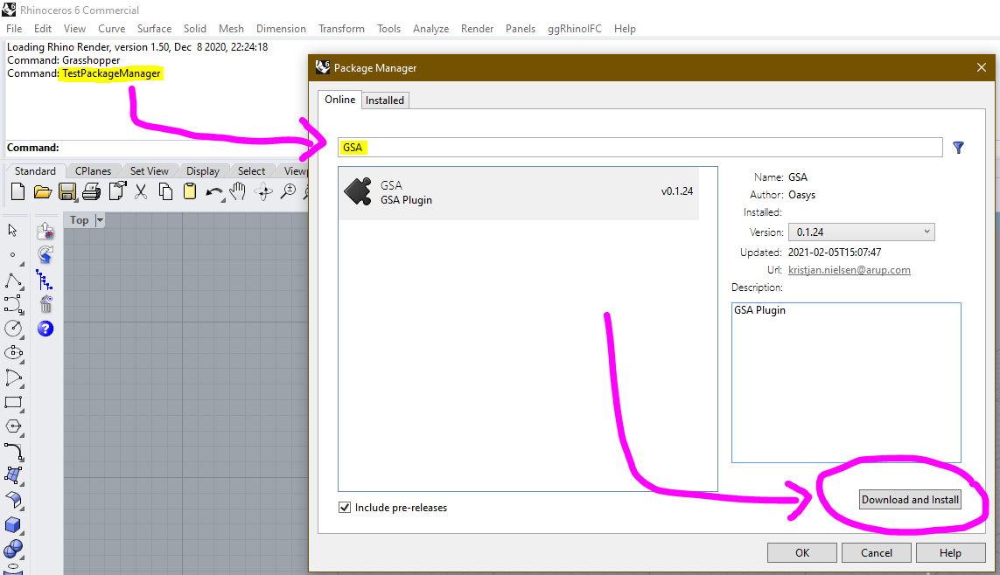 Rhinoceros 6 Commercial
File Edit View Curve Surface Solid Mesh Dimension Transform Tools Analyze Render Panels ggRhinoIFC Help
Loading Rhino Render, version 1.50, Dec 8 2020, 22:24:18
Command: Grasshopper
Command: TestPackageManager
Command:
Standard CPlanes Set View Display Select View
Top
6 Package Manager
Online Installed
GSA
GSA
GSA Plugin
v0.1.24
Name: GSA
Author: Oasys
Installed:
Version: 0.1.24
Updated: 2021-02-05T15:07:47
Url: kristjan.nielsen@arup.com
Description:
GSA Plugin
Include pre-releases
Download and Install
OK Cancel Help